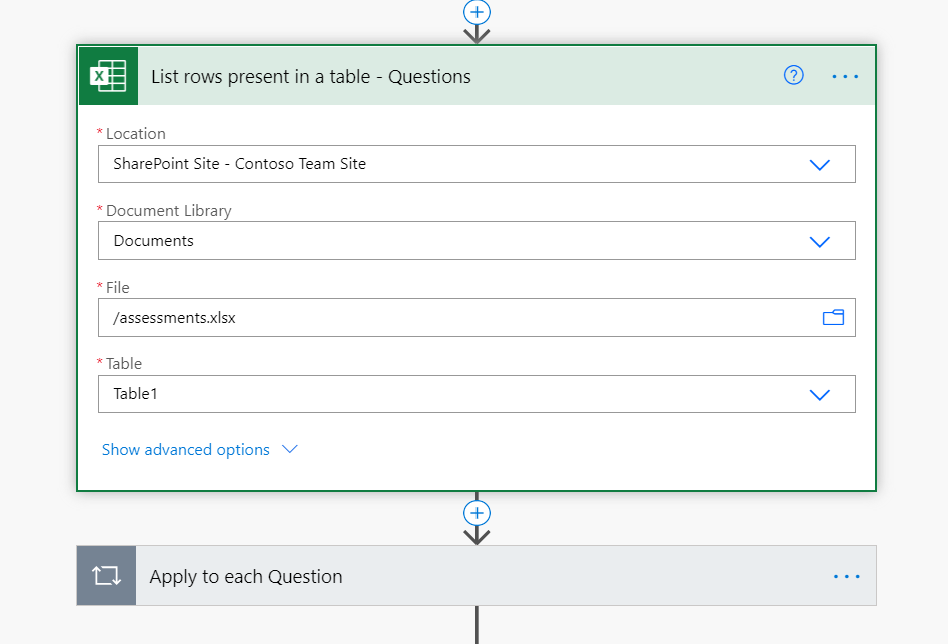 List rows present in a table - Questions
* Location
SharePoint Site - Contoso Team Site
* Document Library
Documents
* File
/assessments.xlsx
* Table
Table1
Show advanced options
Apply to each Question